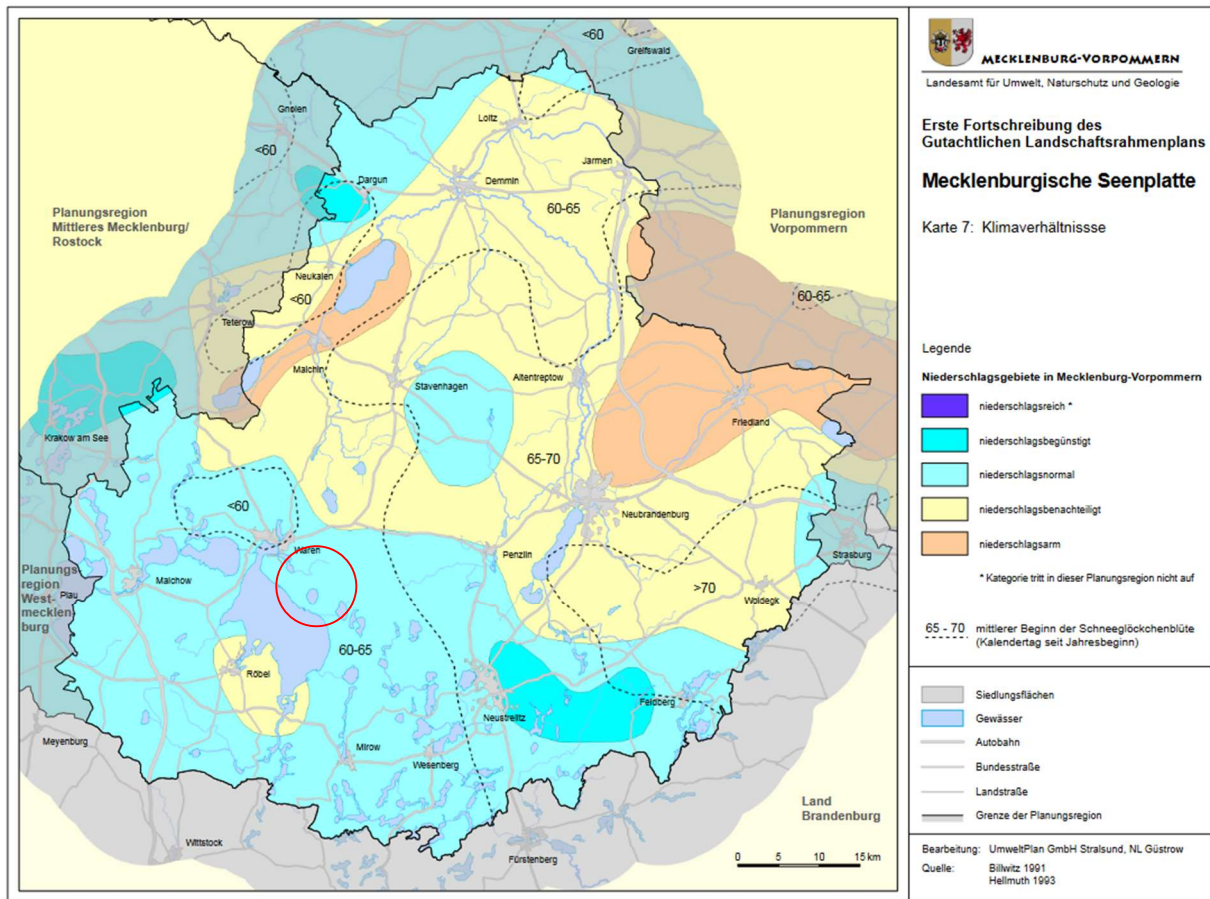 <60
Greifswald
Gnoien
<60
Loitz
Jarmen
Dargun
Demmin
60-65
Planungsregion
Mittleres Mecklenburg/
Rostock
Planungsregion
Vorpommern
Neukalen
<60
60-65
Teterow
Malchin
Stavenhagen
Altentreptow
Friedland
Krakow am See
65-70
<60
Neubrandenburg
Waren
Penzlin
Strasburg
Planungs-
region
West-
mecklen-
burg
Plau
Malchow
>70
Woldegk
60-65
Röbel
Feldberg
Neustrelitz
Meyenburg
Mirow
Wesenberg
Land
Brandenburg
Wittstock
Fürstenberg
0 5 10 15 km
MECKLENBURG-VORPOMMERN
Landesamt für Umwelt, Naturschutz und Geologie
Erste Fortschreibung des
Gutachtlichen Landschaftsrahmenplans
Mecklenburgische Seenplatte
Karte 7: Klimaverhältnissse
Legende
Niederschlagsgebiete in Mecklenburg-Vorpommern
niederschlagsreich *
niederschlagsbegünstigt
niederschlagsnormal
niederschlagsbenachteiligt
niederschlagsarm
* Kategorie tritt in dieser Planungsregion nicht auf
65 - 70 mittlerer Beginn der Schneeglöckchenblüte
(Kalendertag seit Jahresbeginn)
Siedlungsflächen
Gewässer
Autobahn
Bundesstraße
Landstraße
Grenze der Planungsregion
Bearbeitung: UmweltPlan GmbH Stralsund, NL Güstrow
Quelle: Billwitz 1991
Hellmuth 1993